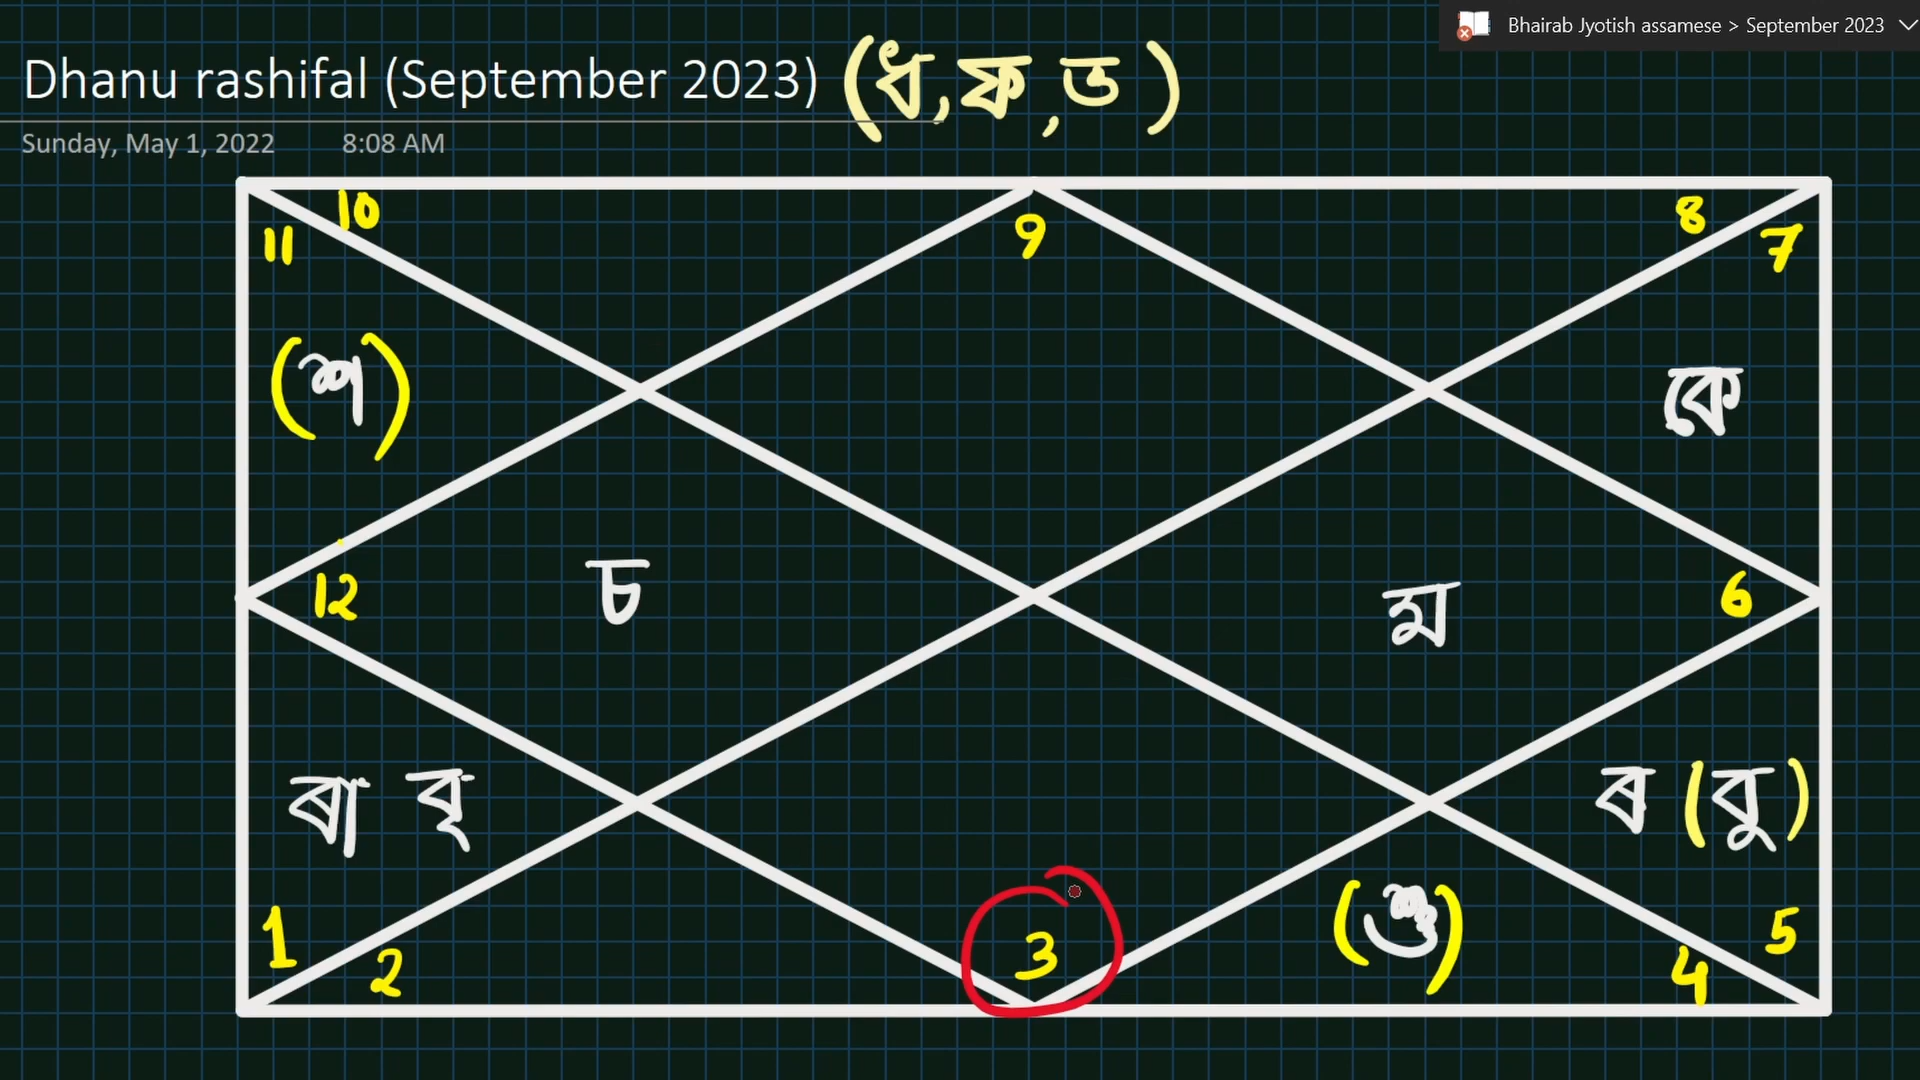 Bhairab Jyotish assamese > September 2023
Dhanu rashifal (September 2023) (ধ, ফ, ভ)
Sunday, May 1, 2022 8:08 AM
10 9 8
11 7
(শ) কে
12 চ ম 6
ৰা বৃ ৰ (বু)
(শু)
1 3 5
2 4